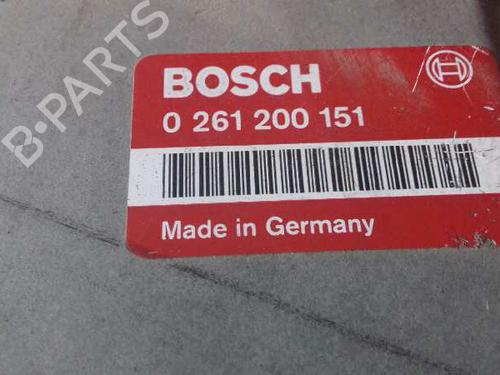 B-PARTS
BOSCH
0 261 200 151
Made in Germany